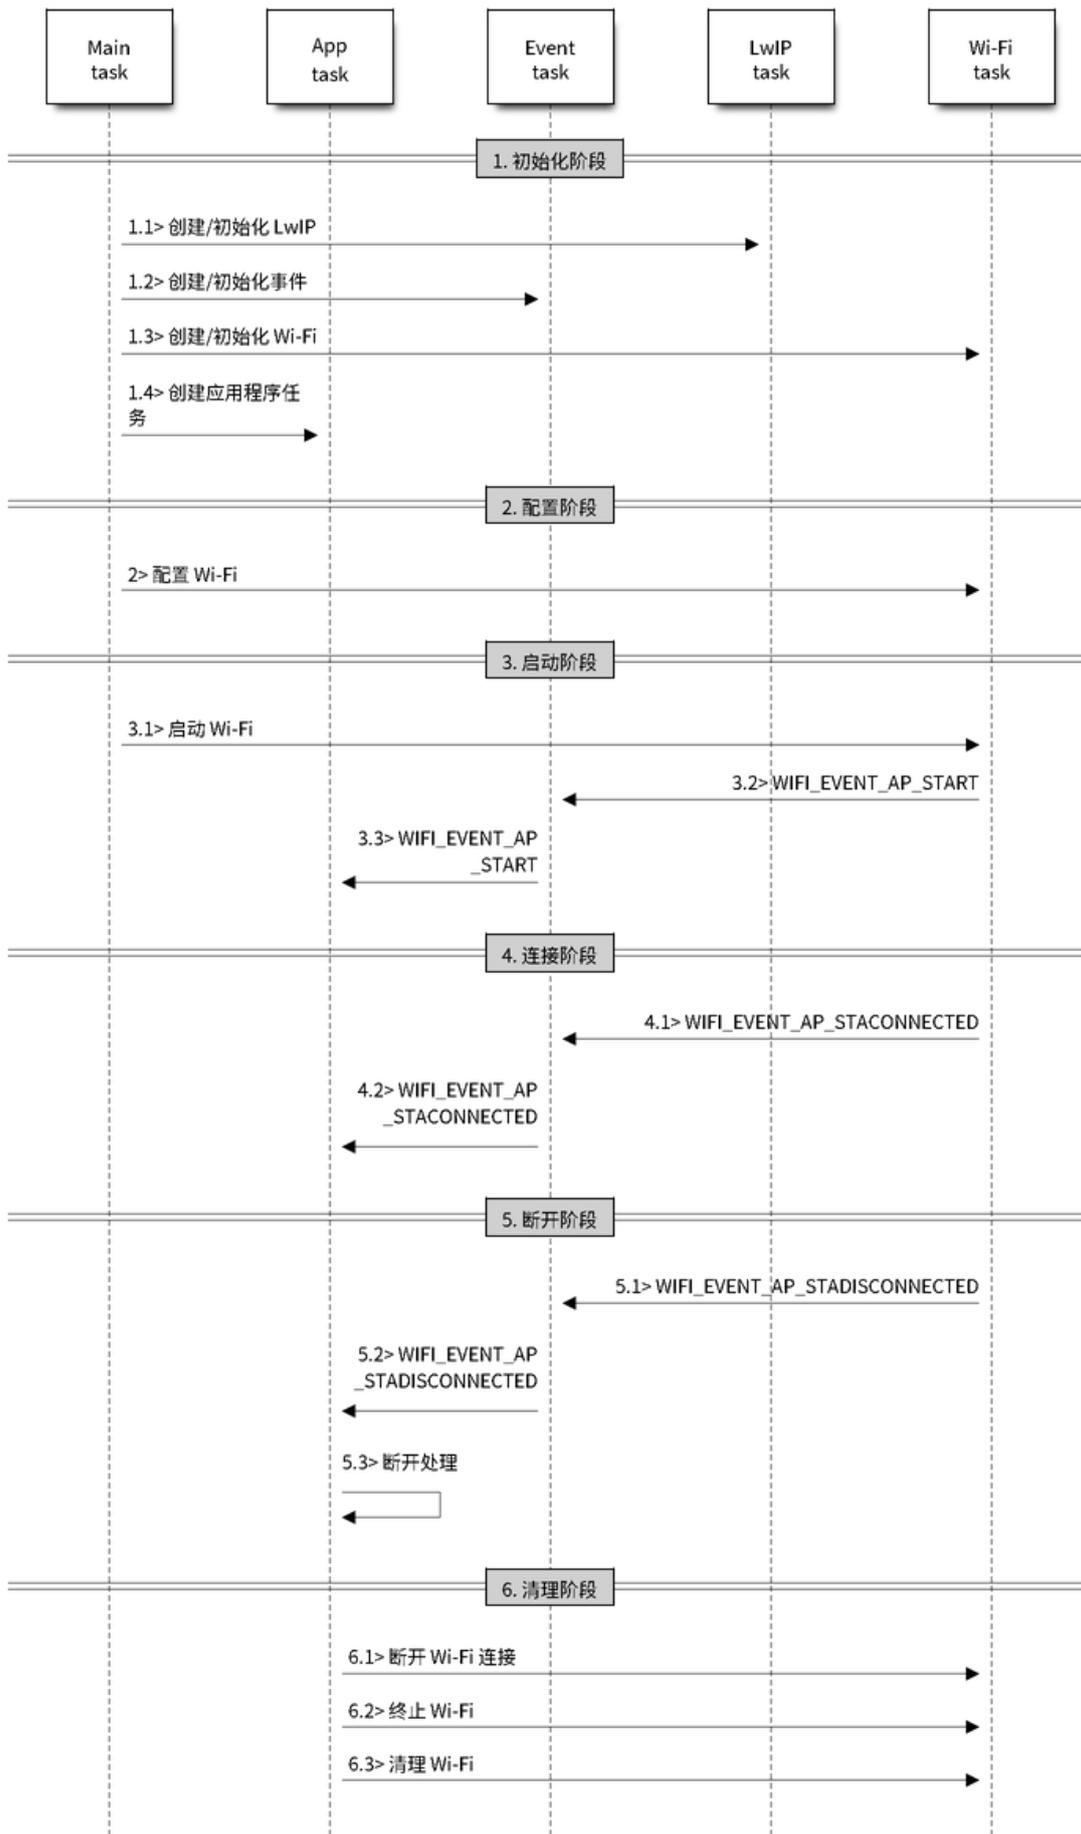 Main
task
App
task
Event
task
LwIP
task
Wi-Fi
task
1. 初始化阶段
1.1> 创建/初始化 LwIP
1.2> 创建/初始化事件
1.3> 创建/初始化 Wi-Fi
1.4> 创建应用程序任
务
2. 配置阶段
2> 配置 Wi-Fi
3. 启动阶段
3.1> 启动 Wi-Fi
3.2> WIFI_EVENT_AP_START
3.3> WIFI_EVENT_AP
_START
4. 连接阶段
4.1> WIFI_EVENT_AP_STACONNECTED
4.2> WIFI_EVENT_AP
_STACONNECTED
5. 断开阶段
5.1> WIFI_EVENT_AP_STADISCONNECTED
5.2> WIFI_EVENT_AP
_STADISCONNECTED
5.3> 断开处理
6. 清理阶段
6.1> 断开 Wi-Fi 连接
6.2> 终止 Wi-Fi
6.3> 清理 Wi-Fi